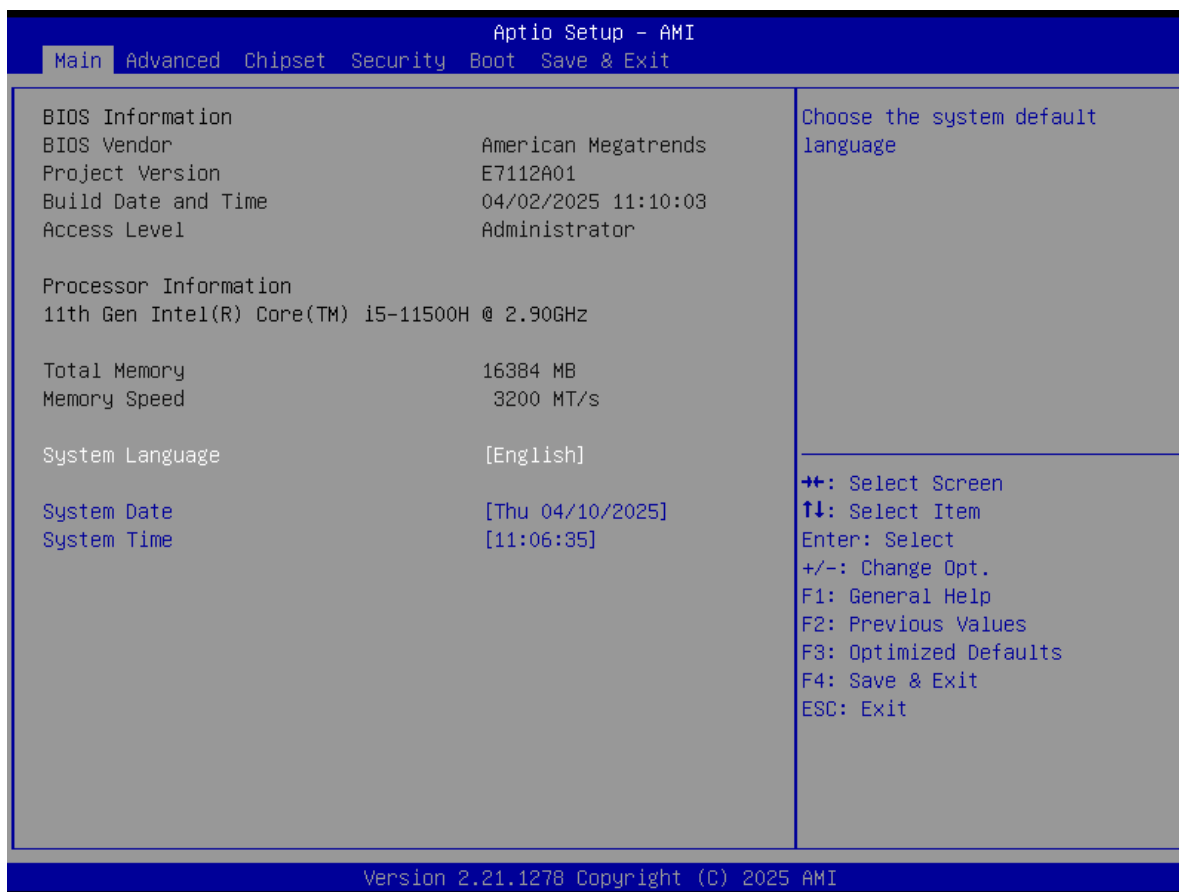 Aptio Setup - AMI
Main Advanced Chipset Security Boot Save & Exit
BIOS Information
BIOS Vendor American Megatrends
Project Version E7112A01
Build Date and Time 04/02/2025 11:10:03
Access Level Administrator
Processor Information
11th Gen Intel(R) Core(TM) i5-11500H @ 2.90GHz
Total Memory 16384 MB
Memory Speed 3200 MT/s
System Language [English]
System Date [Thu 04/10/2025]
System Time [11:06:35]
Choose the system default
language
→←: Select Screen
↑↓: Select Item
Enter: Select
+/-: Change Opt.
F1: General Help
F2: Previous Values
F3: Optimized Defaults
F4: Save & Exit
ESC: Exit
Version 2.21.1278 Copyright (C) 2025 AMI